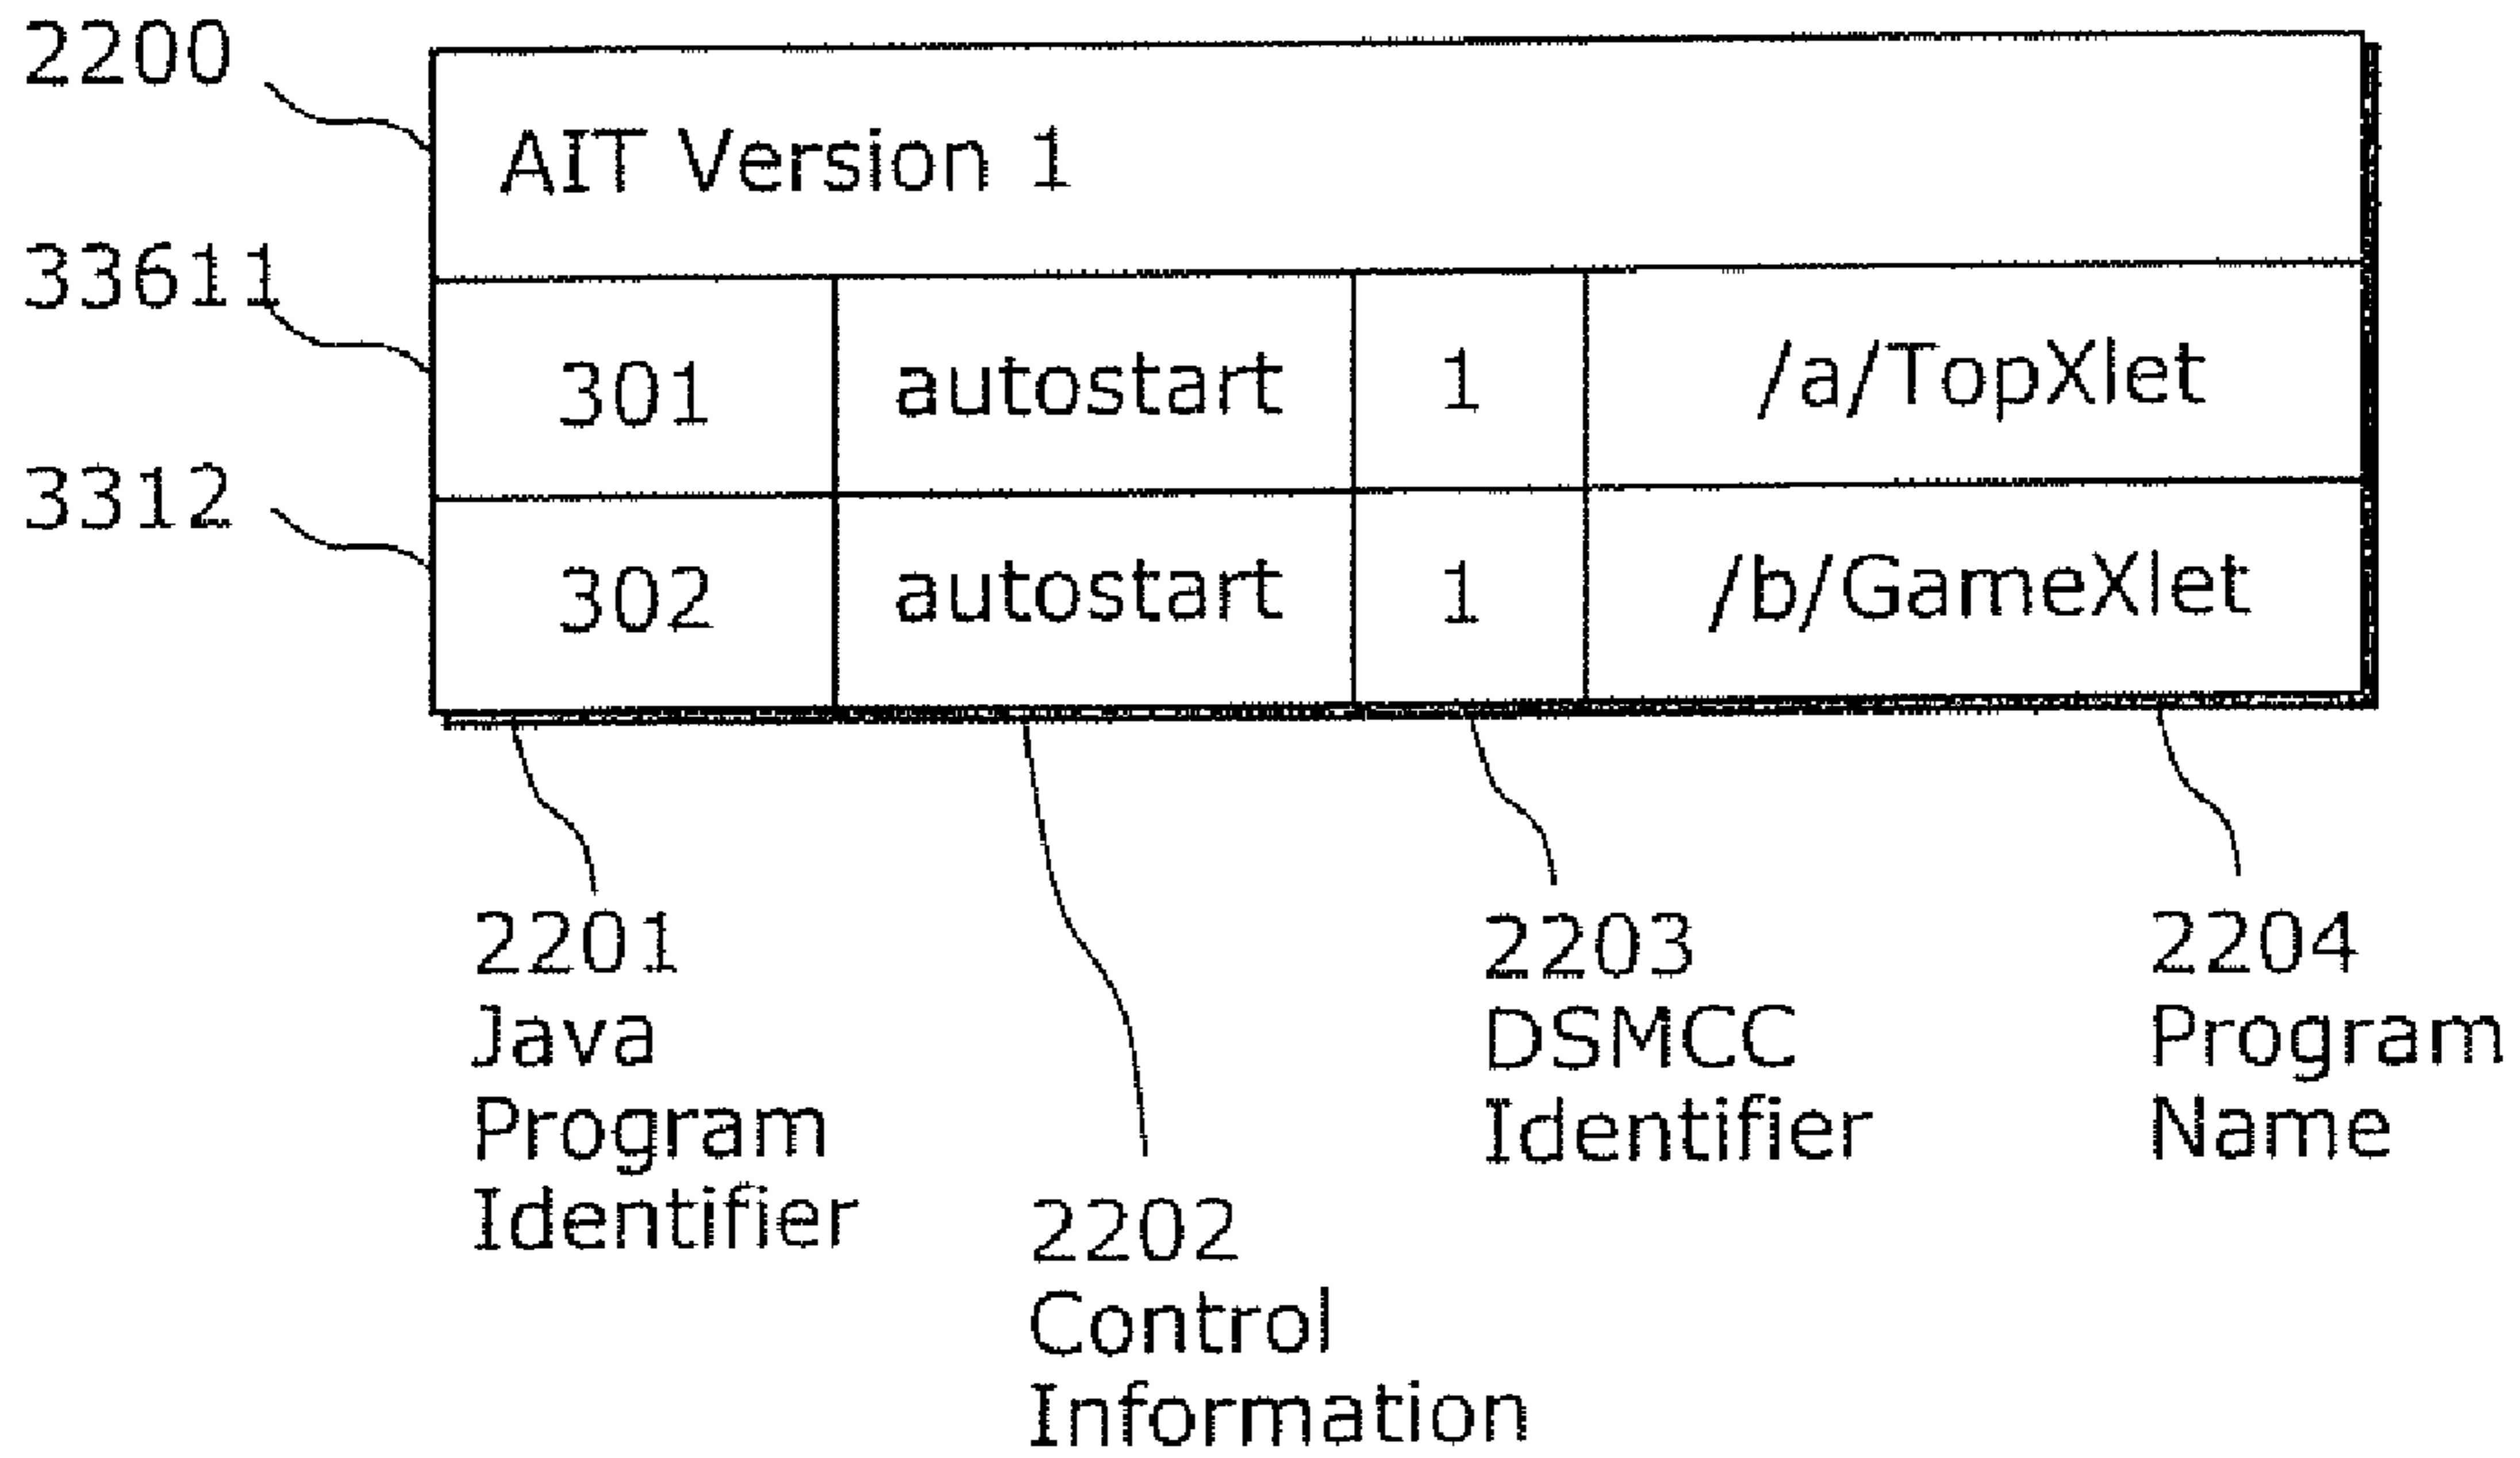 2200
AIT Version 1
33611
301 autostart 1 /a/TopXlet
3312
302 autostart 1 /b/GameXlet
2201
Java
Program
Identifier
2202
Control
Information
2203
DSMCC
Identifier
2204
Program
Name